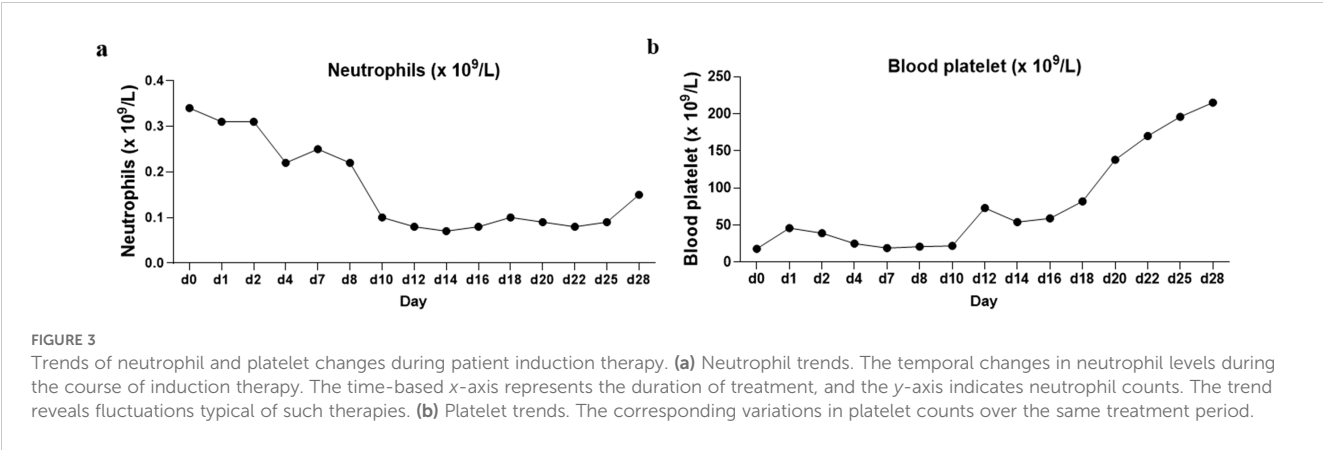 a
Neutrophils (x 10⁹/L)
Neutrophils (x 10⁹/L)
0.4
0.3
0.2
0.1
0.0
d0 d1 d2 d4 d7 d8 d10 d12 d14 d16 d18 d20 d22 d25 d28
Day
b
Blood platelet (x 10⁹/L)
Blood platelet (x 10⁹/L)
250
200
150
100
50
0
d0 d1 d2 d4 d7 d8 d10 d12 d14 d16 d18 d20 d22 d25 d28
Day
FIGURE 3
Trends of neutrophil and platelet changes during patient induction therapy. (a) Neutrophil trends. The temporal changes in neutrophil levels during
the course of induction therapy. The time-based x-axis represents the duration of treatment, and the y-axis indicates neutrophil counts. The trend
reveals fluctuations typical of such therapies. (b) Platelet trends. The corresponding variations in platelet counts over the same treatment period.